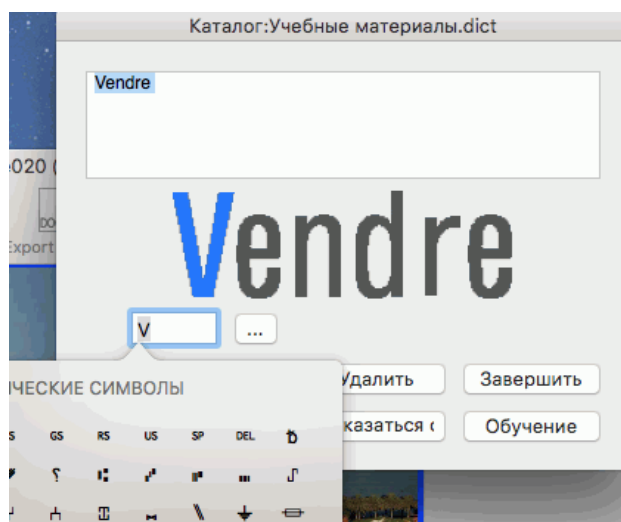 Каталог:Учебные материалы.dict
Vendre
020 (
Export
Vendre
V ...
ИЧЕСКИЕ СИМВОЛЫ
Удалить Завершить
GS RS US SP DEL
казаться Обучение